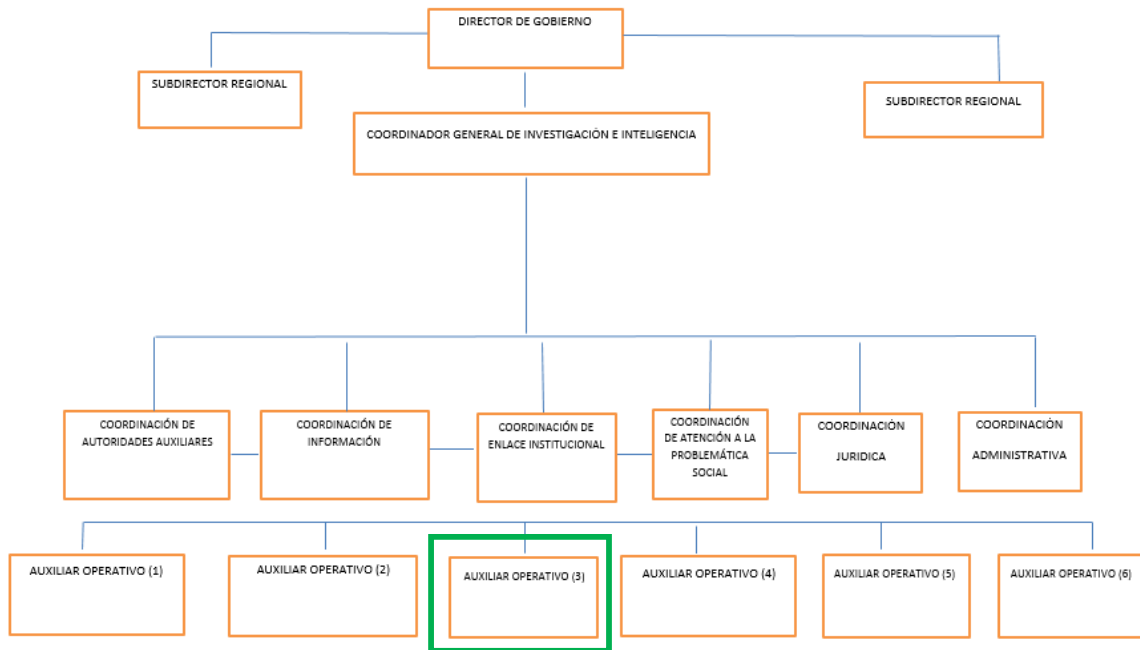 DIRECTOR DE GOBIERNO
SUBDIRECTOR REGIONAL
SUBDIRECTOR REGIONAL
COORDINADOR GENERAL DE INVESTIGACIÓN E INTELIGENCIA
COORDINACIÓN DE
AUTORIDADES AUXILIARES
COORDINACIÓN DE
INFORMACIÓN
COORDINACIÓN DE
ENLACE INSTITUCIONAL
COORDINACIÓN
DE ATENCIÓN A LA
PROBLEMÁTICA
SOCIAL
COORDINACIÓN
JURIDICA
COORDINACIÓN
ADMINISTRATIVA
AUXILIAR OPERATIVO (1)
AUXILIAR OPERATIVO (2)
AUXILIAR OPERATIVO (3)
AUXILIAR OPERATIVO (4)
AUXILIAR OPERATIVO (5)
AUXILIAR OPERATIVO (6)